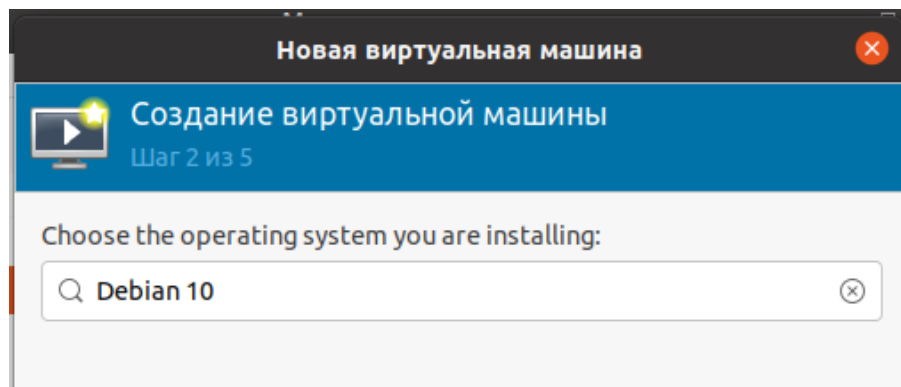 Новая виртуальная машина
Создание виртуальной машины
Шаг 2 из 5
Choose the operating system you are installing:
Debian 10